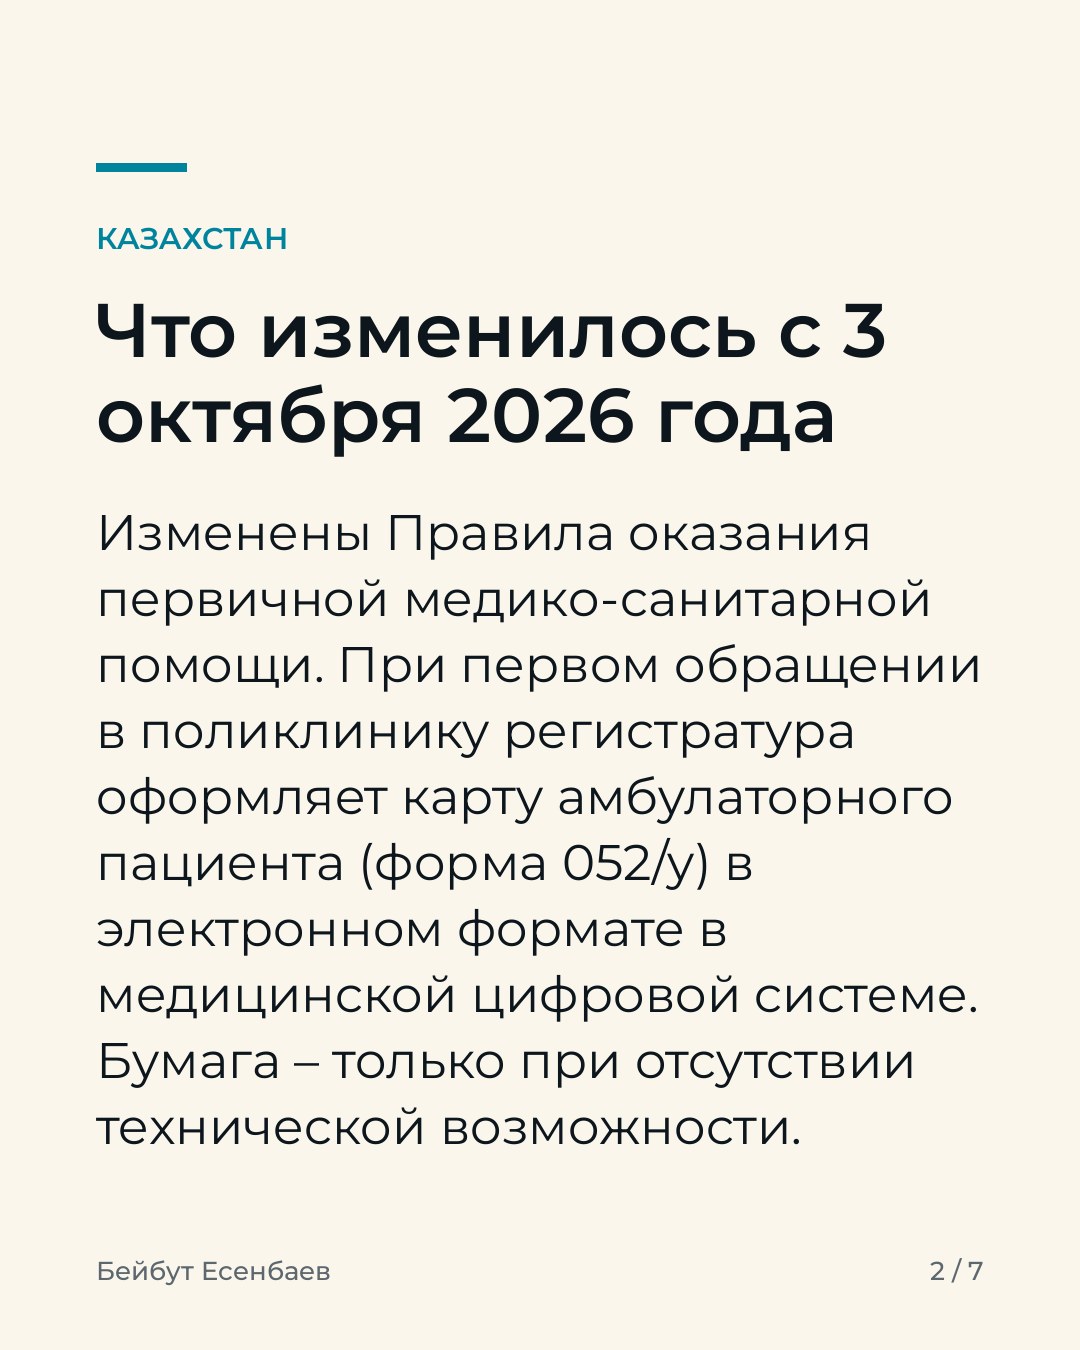 КАЗАХСТАН
Что изменилось с 3
октября 2026 года
Изменены Правила оказания
первичной медико-санитарной
помощи. При первом обращении
в поликлинику регистратура
оформляет карту амбулаторного
пациента (форма 052/у) в
электронном формате в
медицинской цифровой системе.
Бумага – только при отсутствии
технической возможности.
Бейбут Есенбаев
2 / 7